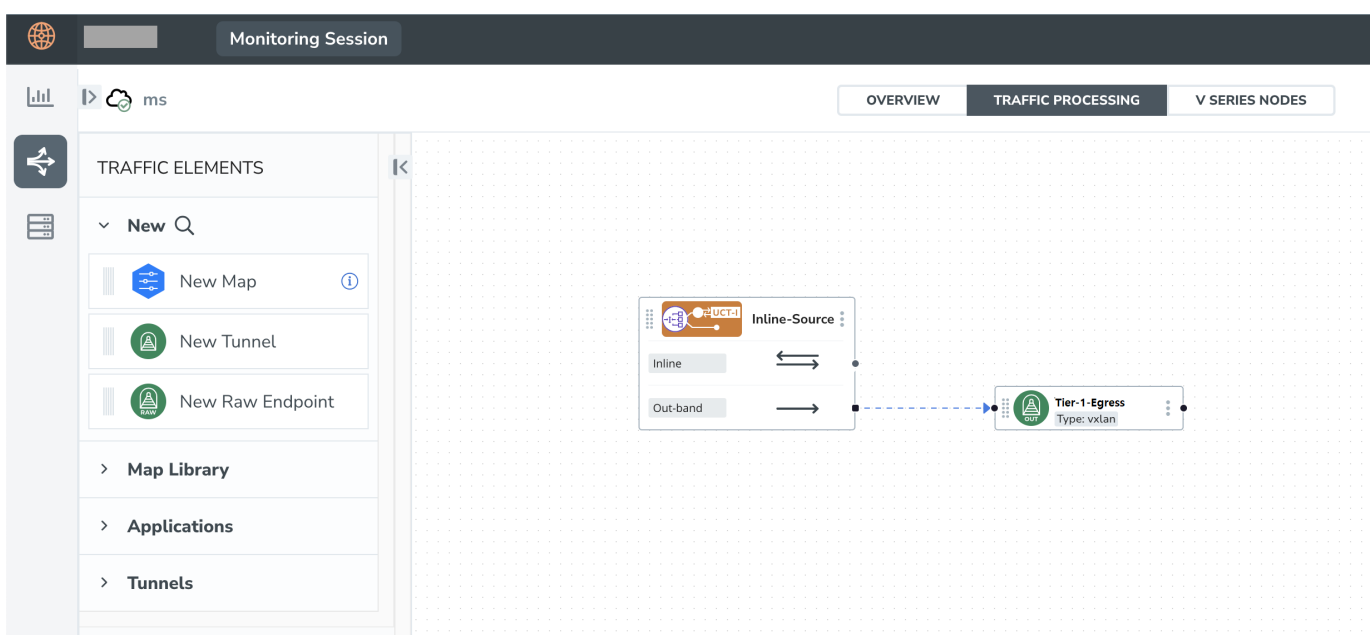 Monitoring Session
ms
OVERVIEW
TRAFFIC PROCESSING
V SERIES NODES
TRAFFIC ELEMENTS
New
New Map
New Tunnel
RAW
New Raw Endpoint
Map Library
Applications
Tunnels
UCT-I
Inline-Source
Inline
Out-band
OUT
Tier-1-Egress
Type: vxlan